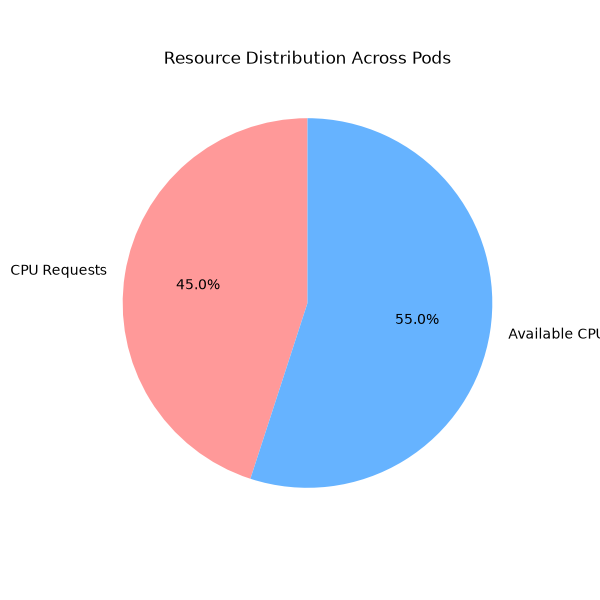 Resource Distribution Across Pods
CPU Requests
45.0%
55.0%
Available CPU